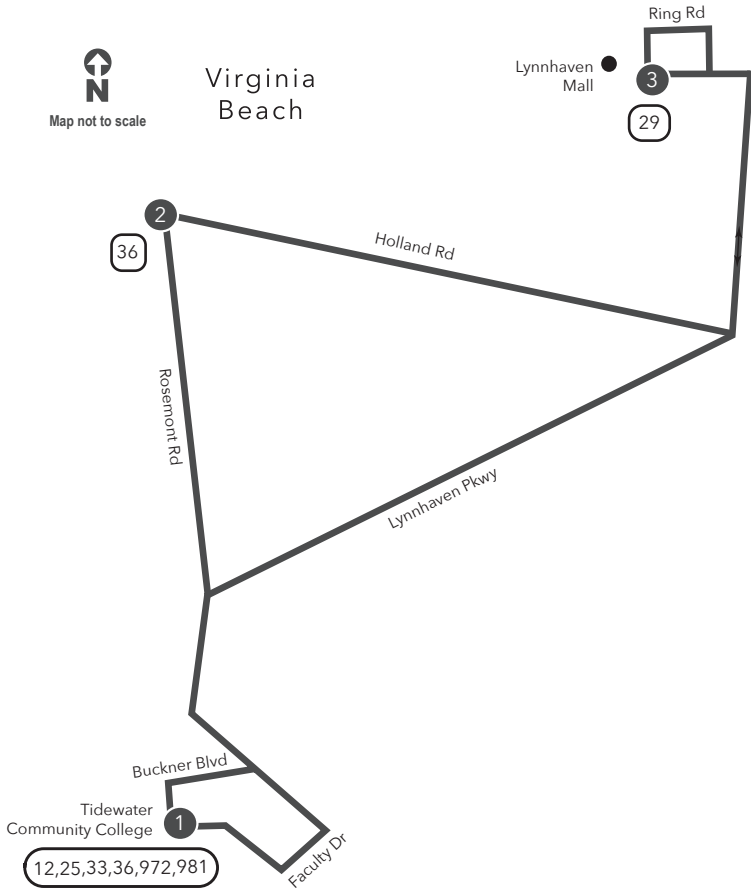 Ring Rd
N
Map not to scale
Virginia
Beach
Lynnhaven
Mall
3
29
2
36
Holland Rd
Rosemont Rd
Lynnhaven Pkwy
Buckner Blvd
Tidewater
Community College
1
Faculty Dr
12,25,33,36,972,981